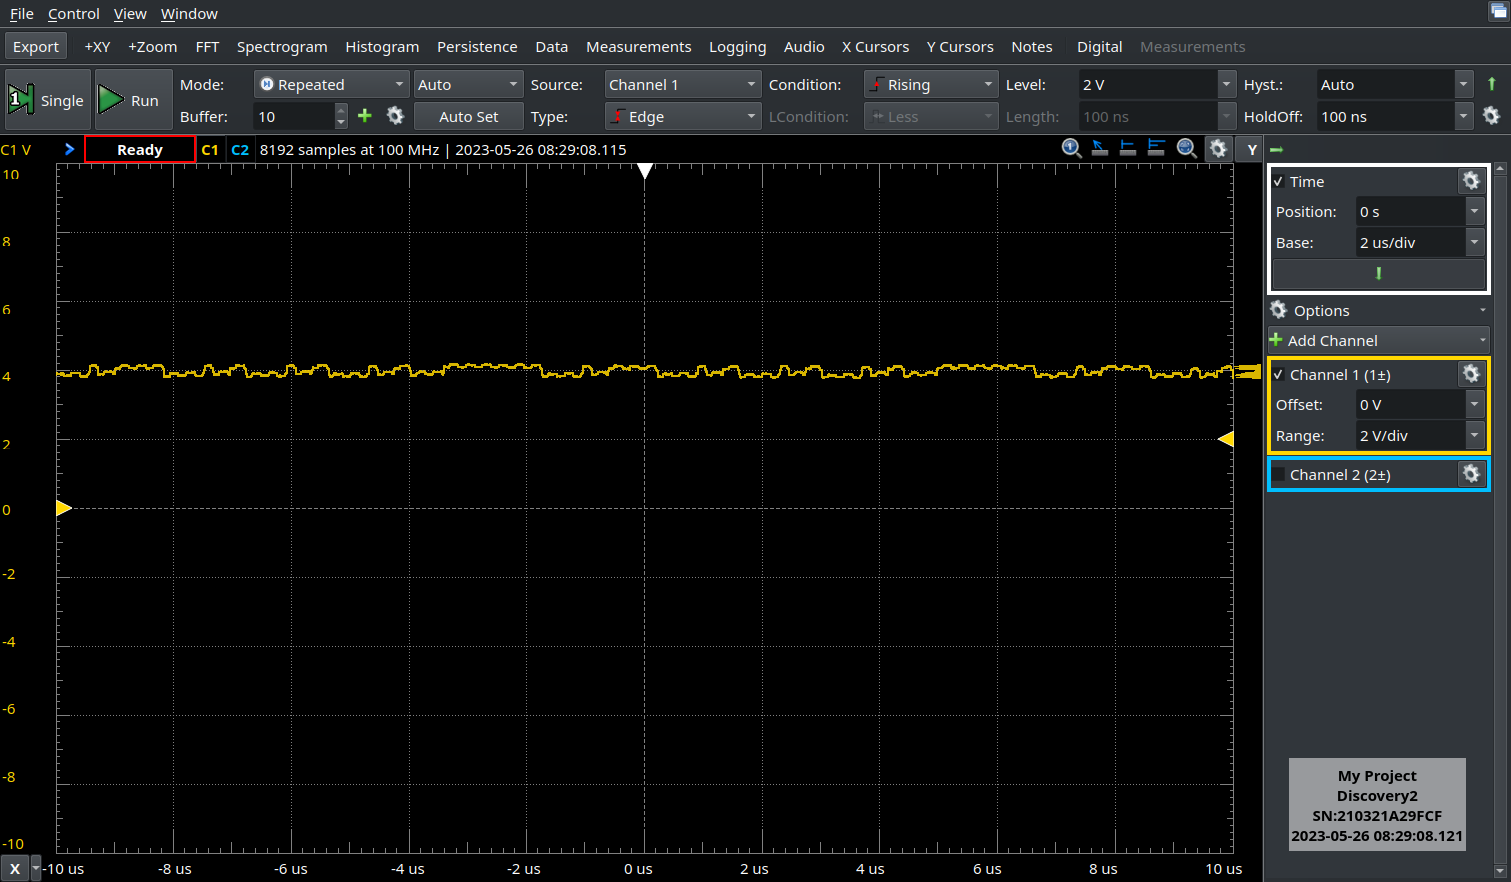 File Control View Window
Export +XY +Zoom FFT Spectrogram Histogram Persistence Data Measurements Logging Audio X Cursors Y Cursors Notes Digital Measurements
1 Single Run Mode: Repeated Auto Source: Channel 1 Condition: Rising Level: 2 V Hyst.: Auto
Buffer: 10 Auto Set Type: Edge LCondition: Less Length: 100 ns HoldOff: 100 ns
C1 V Ready C1 C2 8192 samples at 100 MHz | 2023-05-26 08:29:08.115 Y
10
8
6
4
2
0
-2
-4
-6
-8
-10
X -10 us -8 us -6 us -4 us -2 us 0 us 2 us 4 us 6 us 8 us 10 us
Time
Position: 0 s
Base: 2 us/div
Options
Add Channel
Channel 1 (1±)
Offset: 0 V
Range: 2 V/div
Channel 2 (2±)
My Project
Discovery2
SN:210321A29FCF
2023-05-26 08:29:08.121